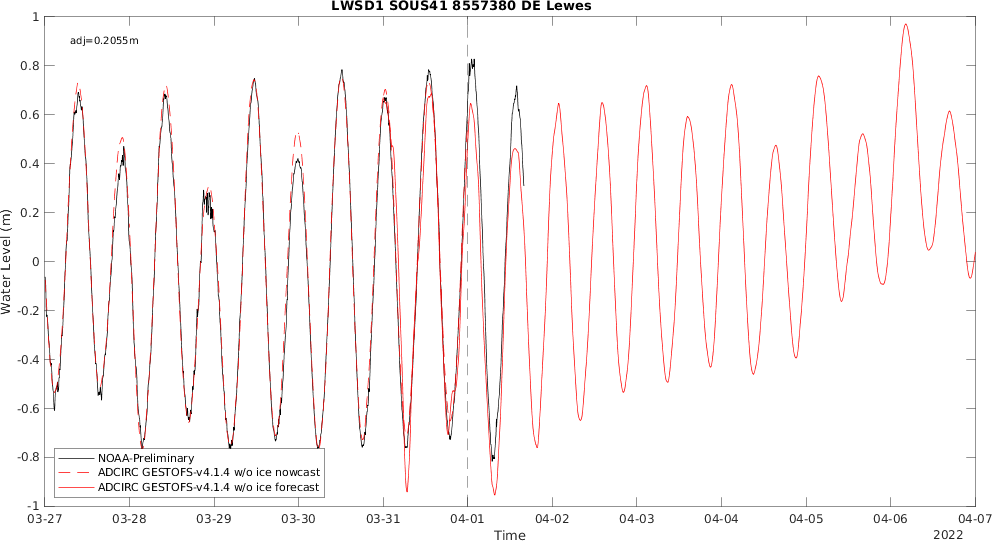 LWSD1 SOUS41 8557380 DE Lewes
adj=0.2055m
1
0.8
0.6
0.4
0.2
0
-0.2
-0.4
-0.6
-0.8
-1
Water Level (m)
NOAA-Preliminary
ADCIRC GESTOFS-v4.1.4 w/o ice nowcast
ADCIRC GESTOFS-v4.1.4 w/o ice forecast
03-27 03-28 03-29 03-30 03-31 04-01 04-02 04-03 04-04 04-05 04-06 04-07
Time
2022